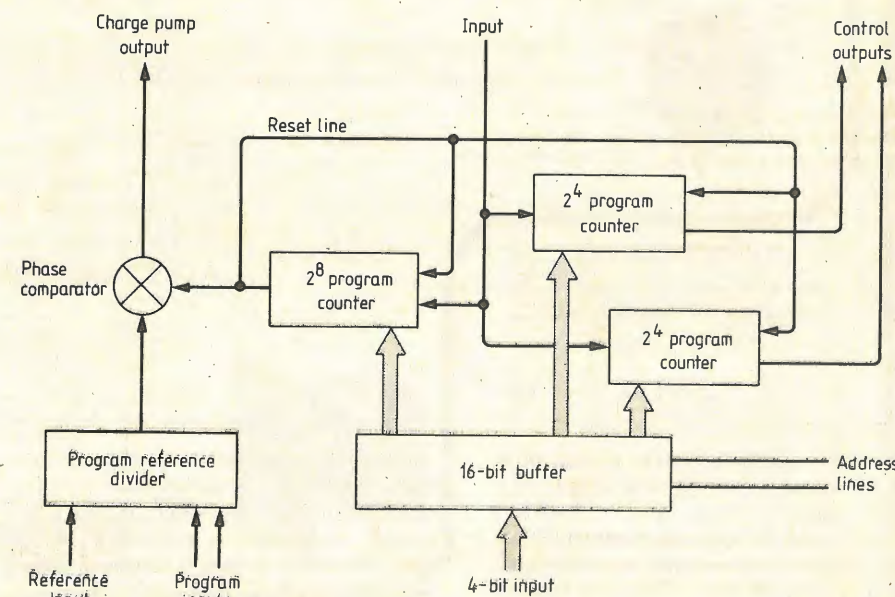 Charge pump
output
Input
Control
outputs
Reset line
2⁴ program
counter
Phase
comparator
2⁸ program
counter
2⁴ program
counter
Program reference
divider
16-bit buffer
Address
lines
Reference
Program
4-bit input